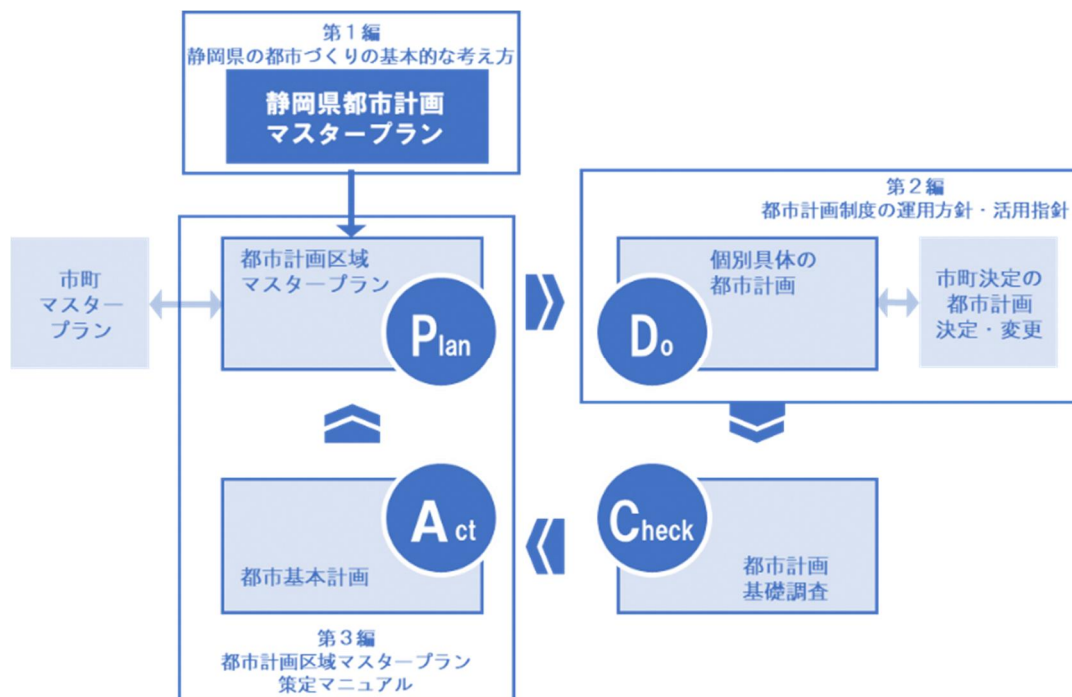 第1編
静岡県の都市づくりの基本的な考え方
静岡県都市計画
マスタープラン
第2編
都市計画制度の運用方針・活用指針
市町
マスター
プラン
都市計画区域
マスタープラン
Plan
個別具体の
都市計画
Do
市町決定の
都市計画
決定・変更
都市基本計画
Act
Check
都市計画
基礎調査
第3編
都市計画区域マスタープラン
策定マニュアル